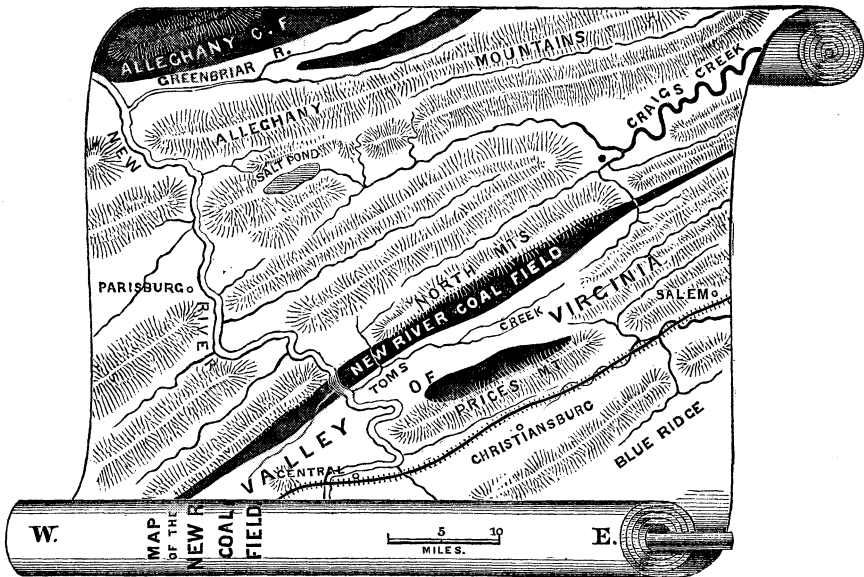 ALLEGHANY C. F
GREENBRIAR R.
ALLEGHANY MOUNTAINS
CRAIGS CREEK
NEW RIVER
SALT POND
PARISBURG
NORTH MTS
NEW RIVER COAL FIELD
TOMS CREEK
VALLEY OF VIRGINIA
SALEM
PRICES MT
CHRISTIANSBURG
CENTRAL
BLUE RIDGE
W.
MAP
OF THE
NEW R
COAL
FIELD
5 10
MILES.
E.